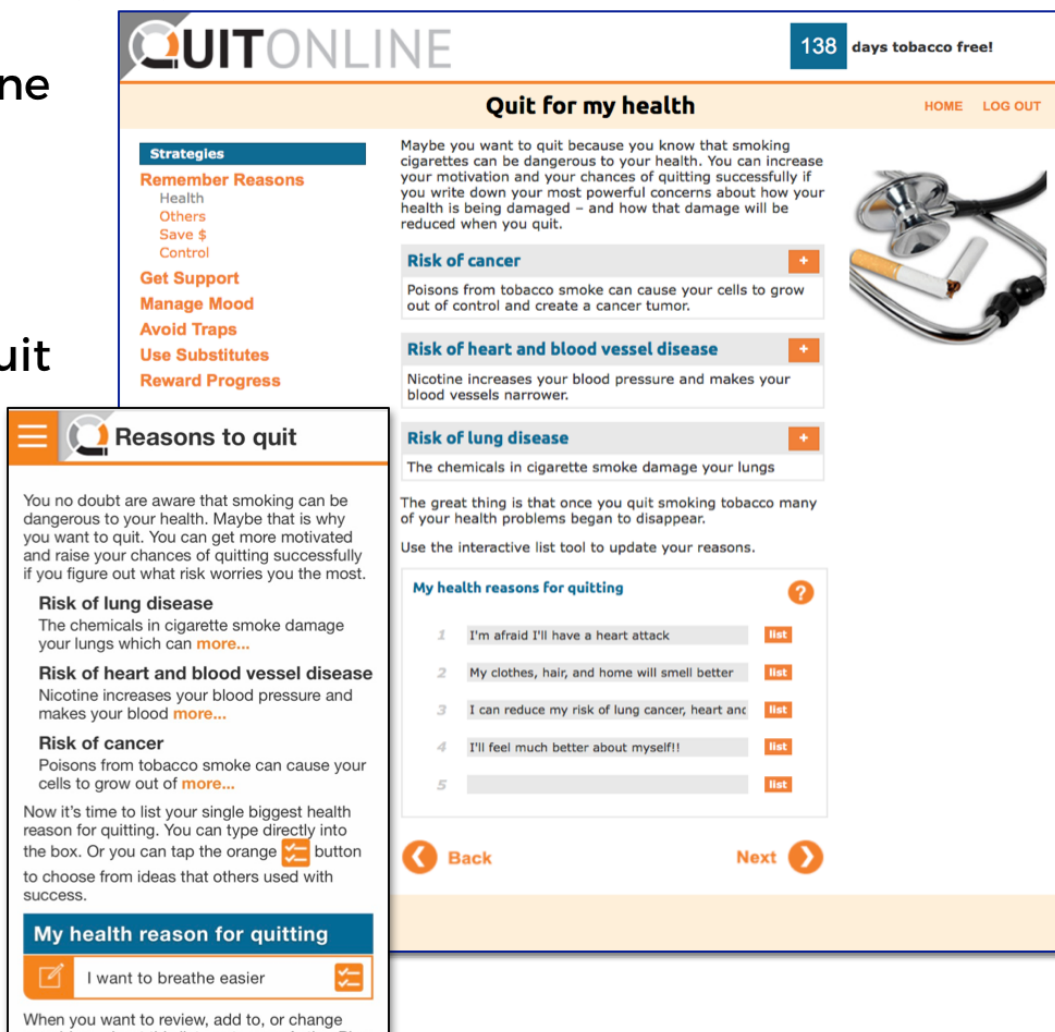 ne
uit
QUITONLINE
138 days tobacco free!
Quit for my health
HOME LOG OUT
Strategies
Remember Reasons
Health
Others
Save $
Control
Get Support
Manage Mood
Avoid Traps
Use Substitutes
Reward Progress
Maybe you want to quit because you know that smoking
cigarettes can be dangerous to your health. You can increase
your motivation and your chances of quitting successfully if
you write down your most powerful concerns about how your
health is being damaged – and how that damage will be
reduced when you quit.
Risk of cancer +
Poisons from tobacco smoke can cause your cells to grow
out of control and create a cancer tumor.
Risk of heart and blood vessel disease +
Nicotine increases your blood pressure and makes your
blood vessels narrower.
Risk of lung disease +
The chemicals in cigarette smoke damage your lungs
The great thing is that once you quit smoking tobacco many
of your health problems began to disappear.
Use the interactive list tool to update your reasons.
My health reasons for quitting ?
1 I'm afraid I'll have a heart attack list
2 My clothes, hair, and home will smell better list
3 I can reduce my risk of lung cancer, heart anc list
4 I'll feel much better about myself!! list
5 list
Back
Next
Reasons to quit
You no doubt are aware that smoking can be
dangerous to your health. Maybe that is why
you want to quit. You can get more motivated
and raise your chances of quitting successfully
if you figure out what risk worries you the most.
Risk of lung disease
The chemicals in cigarette smoke damage
your lungs which can more...
Risk of heart and blood vessel disease
Nicotine increases your blood pressure and
makes your blood more...
Risk of cancer
Poisons from tobacco smoke can cause your
cells to grow out of more...
Now it's time to list your single biggest health
reason for quitting. You can type directly into
the box. Or you can tap the orange button
to choose from ideas that others used with
success.
My health reason for quitting
I want to breathe easier
When you want to review, add to, or change